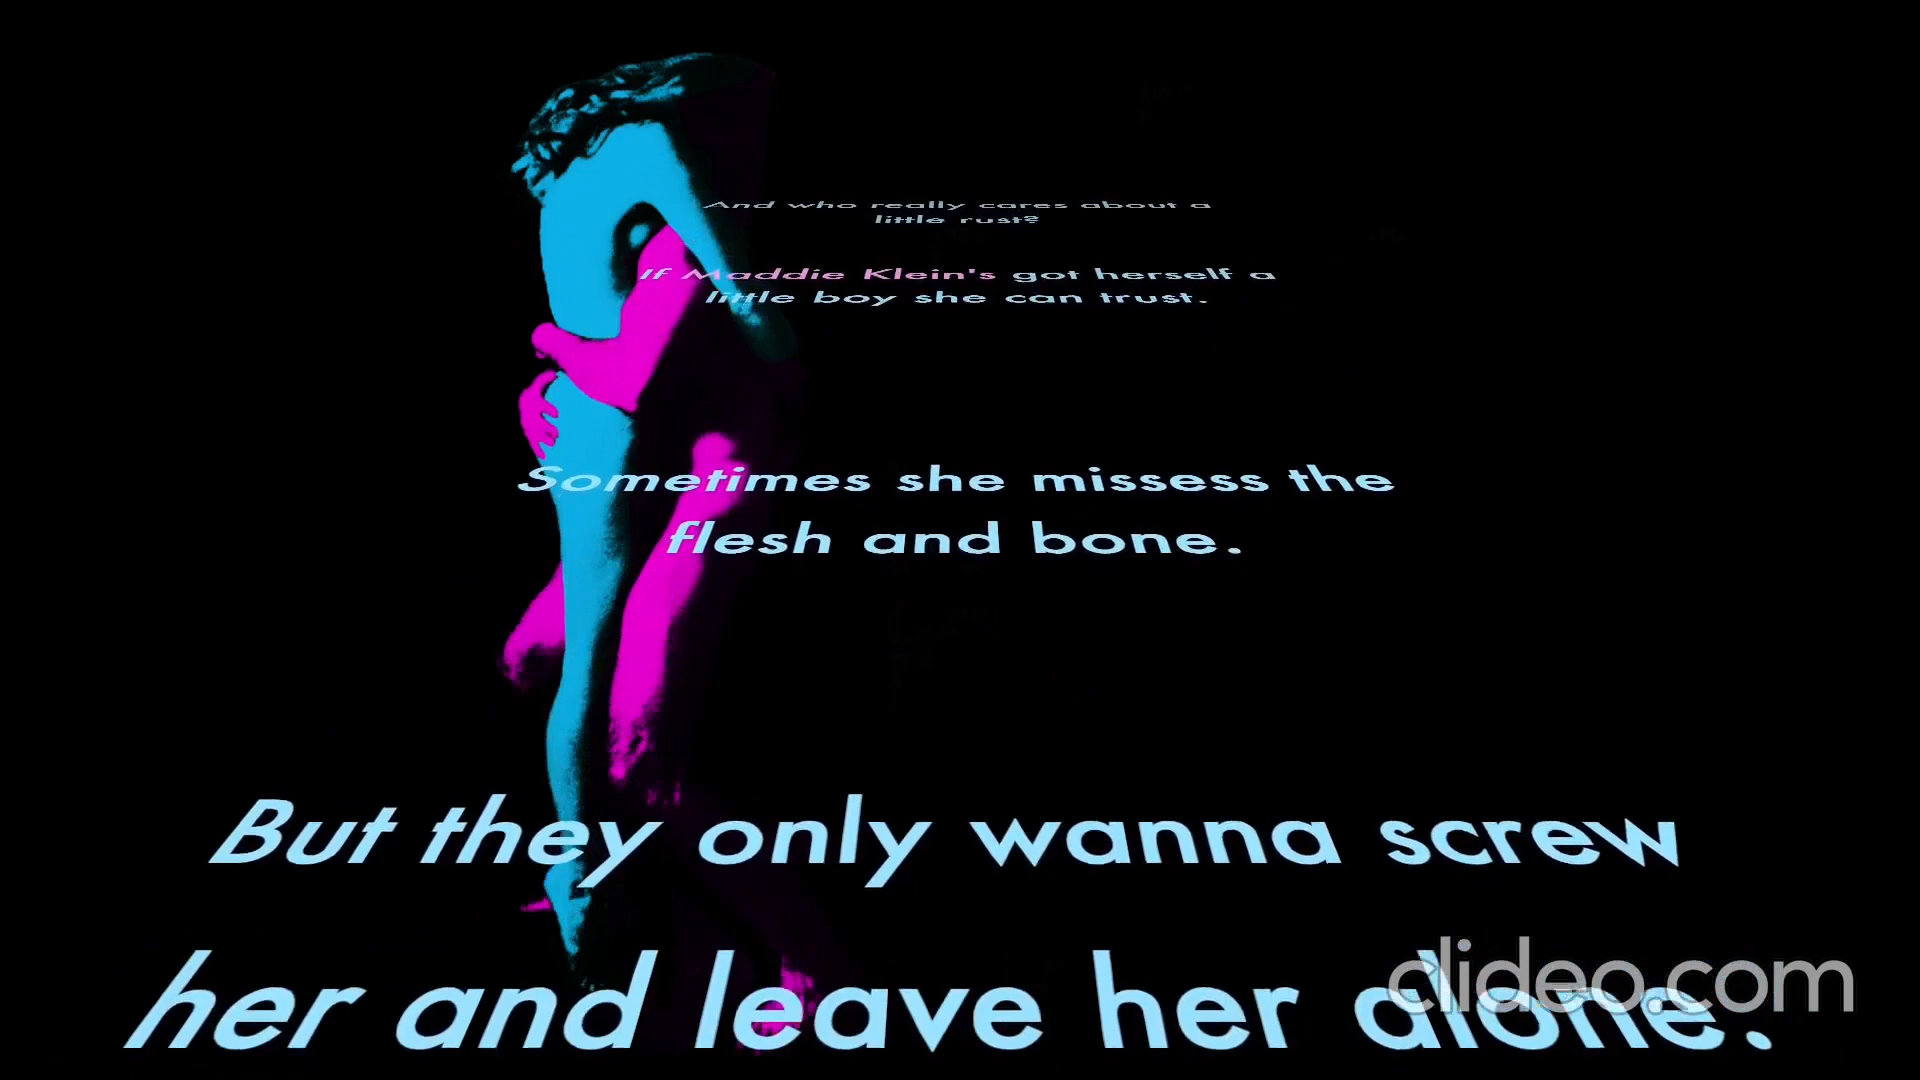 And who really cares about a
little rust?
If Maddie Klein's got herself a
little boy she can trust.
Sometimes she missess the
flesh and bone.
But they only wanna screw
her and leave her alone.
clideo.com